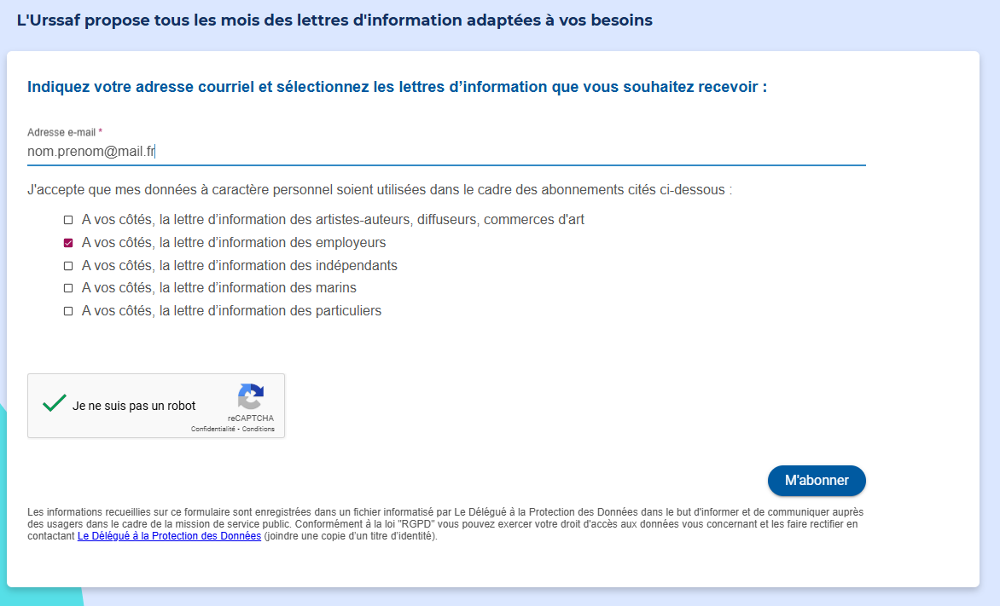 L'Urssaf propose tous les mois des lettres d'information adaptées à vos besoins
Indiquez votre adresse courriel et sélectionnez les lettres d’information que vous souhaitez recevoir :
Adresse e-mail *
nom.prenom@mail.fr
J'accepte que mes données à caractère personnel soient utilisées dans le cadre des abonnements cités ci-dessous :
A vos côtés, la lettre d’information des artistes-auteurs, diffuseurs, commerces d'art
A vos côtés, la lettre d’information des employeurs
A vos côtés, la lettre d’information des indépendants
A vos côtés, la lettre d’information des marins
A vos côtés, la lettre d’information des particuliers
Je ne suis pas un robot
reCAPTCHA
Confidentialité - Conditions
M'abonner
Les informations recueillies sur ce formulaire sont enregistrées dans un fichier informatisé par Le Délégué à la Protection des Données dans le but d'informer et de communiquer auprès
des usagers dans le cadre de la mission de service public. Conformément à la loi "RGPD" vous pouvez exercer votre droit d'accès aux données vous concernant et les faire rectifier en
contactant Le Délégué à la Protection des Données (joindre une copie d’un titre d’identité).